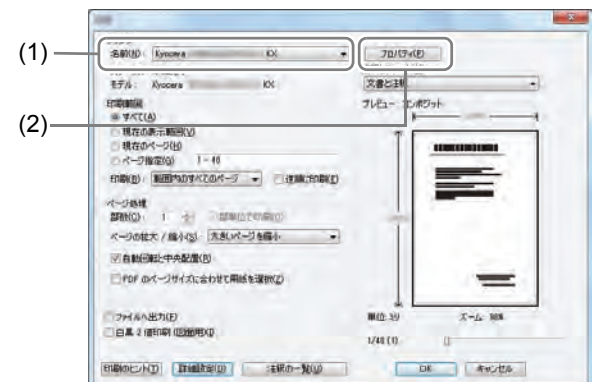 (1)
(2)
名前(N): Kyocera KX
プロパティ(P)
モデル: Kyocera KX
文書と注釈
印刷範囲
プレビュー: コンポジット
すべて(A)
現在の表示範囲(V)
現在のページ(H)
ページ指定(G) 1 - 40
印刷(B): 範囲内のすべてのページ
逆順に印刷(E)
ページ処理
部数(C): 1
部単位で印刷(O)
ページの拡大 / 縮小(S): 大きいページを縮小
自動回転と中央配置(R)
PDF のページサイズに合わせて用紙を選択(Z)
ファイルへ出力(F)
白黒 2 値印刷
単位: ミリ
ズーム: 98%
1/40 (1)
印刷のヒント(T)
詳細設定(D)
注釈の一覧(U)
OK
キャンセル